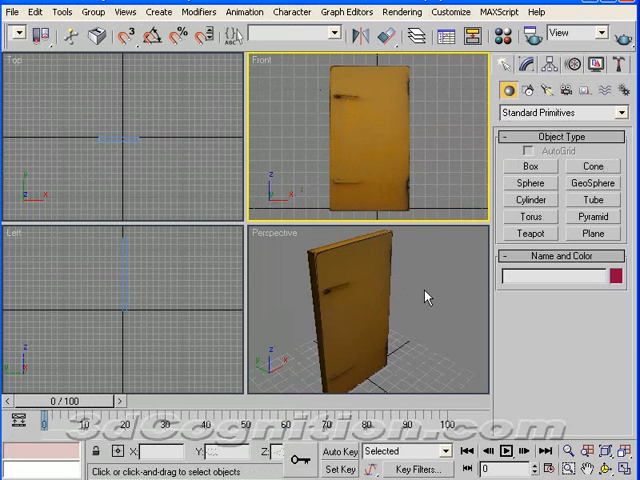 File Edit Tools Group Views Create Modifiers Animation Character Graph Editors Rendering Customize MAXScript Help
3 % ABC View
Top
Front
Standard Primitives
Object Type
AutoGrid
Box Cone
Sphere GeoSphere
Cylinder Tube
Torus Pyramid
Teapot Plane
Name and Color
z
y
x
z
x
Left
Perspective
z
x
z
y
x
0 / 100
0 10 20 30 40 50 60 70 80 90 100
3dCognition.com
X: Y: Z: Auto Key Selected
Click or click-and-drag to select objects Set Key Key Filters... 0